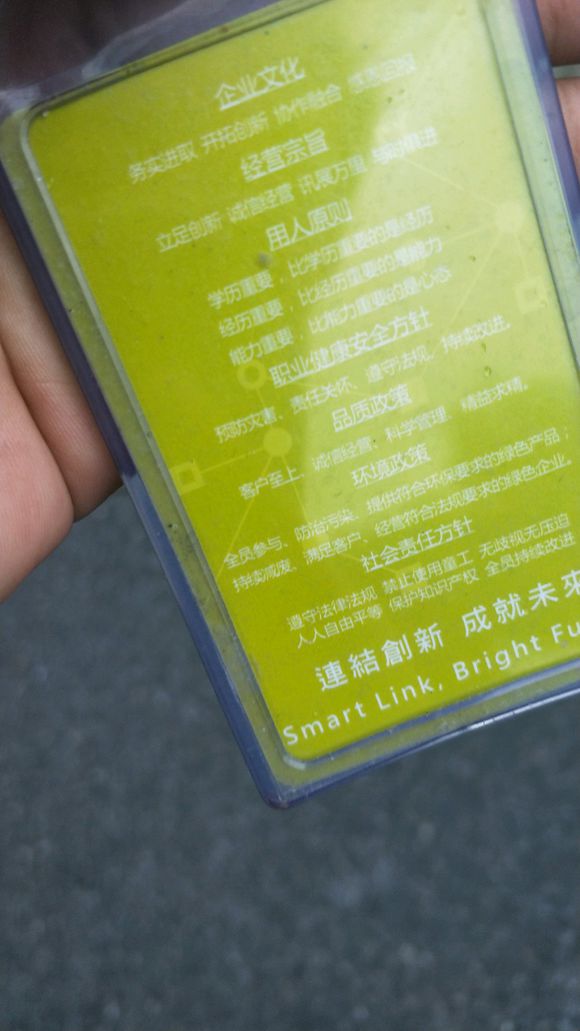 企业文化
务实进取 开拓创新 协作融合 感恩回馈
经营宗旨
立足创新 诚信经营 讯展万里 与时俱进
用人原则
学历重要，比学历重要的是经历
经历重要，比经历重要的是能力
能力重要，比能力重要的是心态
职业健康安全方针
预防灾害、责任关怀、遵守法规、持续改进。
品质政策
客户至上、诚信经营、科学管理、精益求精。
环境政策
全员参与、防治污染、提供符合环保要求的绿色产品；
持续减废、满足客户、经营符合法规要求的绿色企业。
社会责任方针
遵守法律法规 禁止使用童工 无歧视无压迫
人人自由平等 保护知识产权 全员持续改进
連結創新 成就未來
Smart Link, Bright Fu